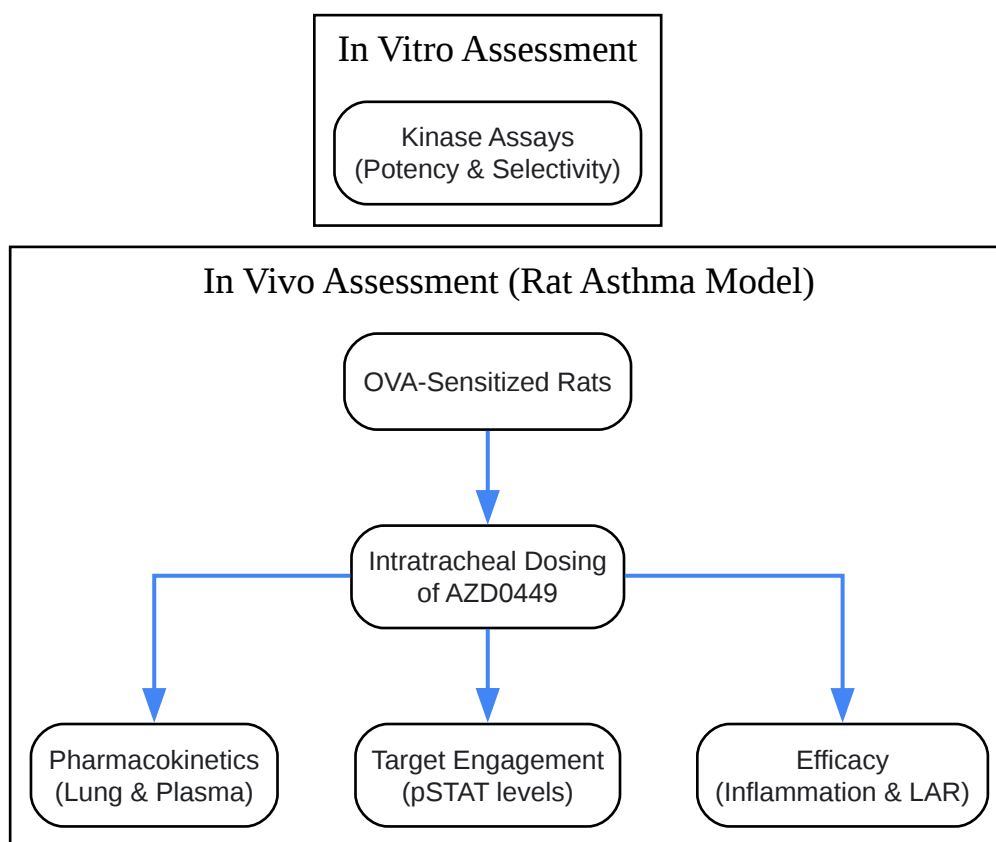 In Vitro Assessment
Kinase Assays
(Potency & Selectivity)
In Vivo Assessment (Rat Asthma Model)
OVA-Sensitized Rats
Intratracheal Dosing
of AZD0449
Pharmacokinetics
(Lung & Plasma)
Target Engagement
(pSTAT levels)
Efficacy
(Inflammation & LAR)